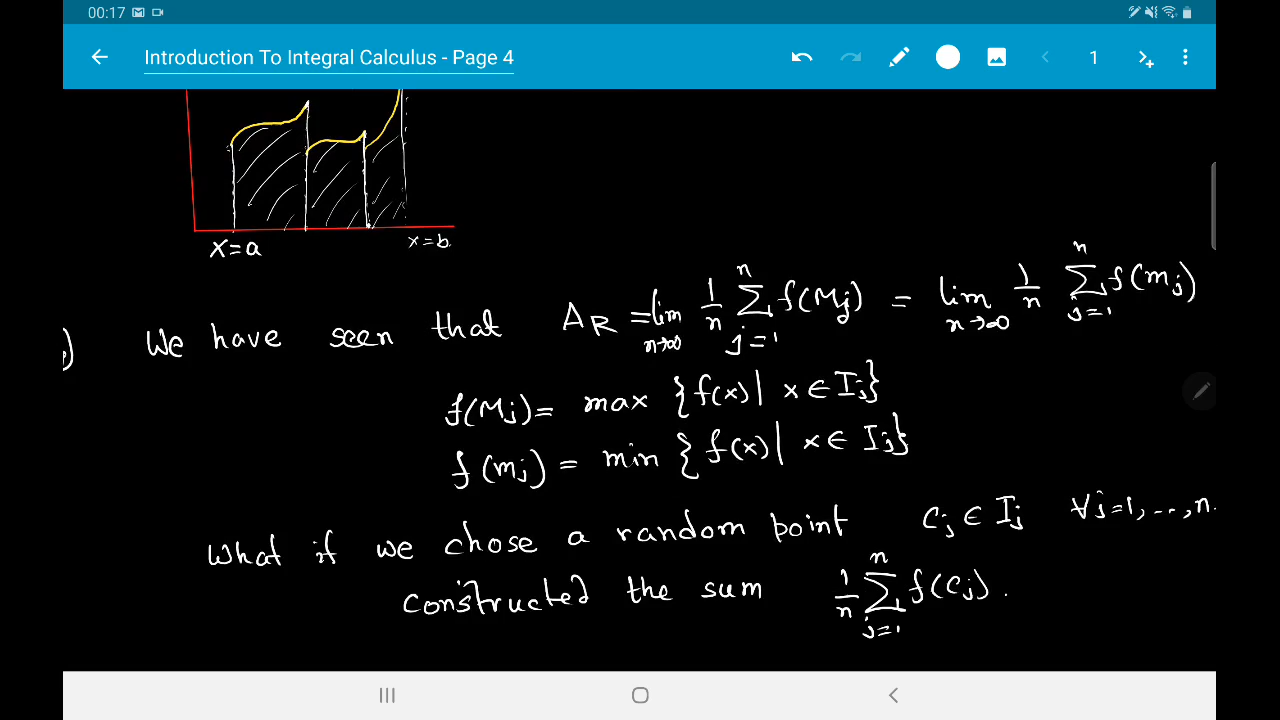 00:17
Introduction To Integral Calculus - Page 4
1
x=a
x=b.
) We have seen that A_R = lim_{n→∞} 1/n Σ_{j=1}^{n} f(M_j) = lim_{n→∞} 1/n Σ_{j=1}^{n} f(m_j)
f(M_j) = max {f(x) | x ∈ I_j}
f(m_j) = min {f(x) | x ∈ I_j}
What if we chose a random point c_j ∈ I_j ∀j=1,...,n.
constructed the sum 1/n Σ_{j=1}^{n} f(c_j).